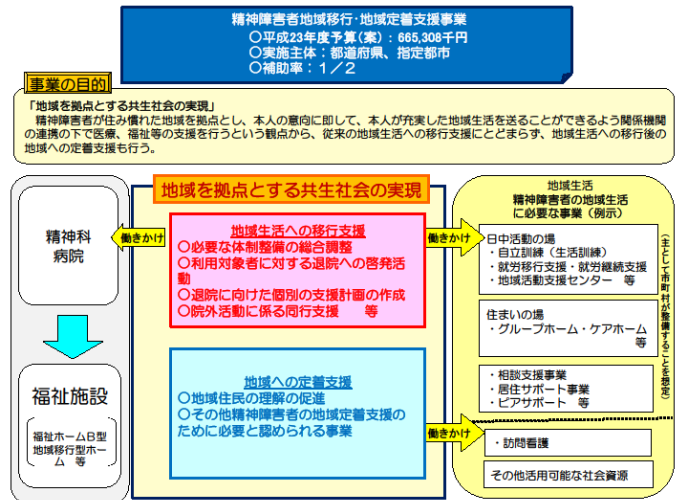 精神障害者地域移行・地域定着支援事業
○平成23年度予算(案)：665,308千円
○実施主体：都道府県、指定都市
○補助率：１／２
事業の目的
「地域を拠点とする共生社会の実現」
精神障害者が住み慣れた地域を拠点とし、本人の意向に即して、本人が充実した地域生活を送ることができるよう関係機関
の連携の下で医療、福祉等の支援を行うという観点から、従来の地域生活への移行支援にとどまらず、地域生活への移行後の
地域への定着支援も行う。
精神科
病院
福祉施設
福祉ホームＢ型
地域移行型ホー
ム 等
地域を拠点とする共生社会の実現
働きかけ
地域生活への移行支援
○必要な体制整備の総合調整
○利用対象者に対する退院への啓発活
動
○退院に向けた個別の支援計画の作成
○院外活動に係る同行支援 等
働きかけ
地域への定着支援
○地域住民の理解の促進
○その他精神障害者の地域定着支援の
ために必要と認められる事業
働きかけ
地域生活
精神障害者の地域生活
に必要な事業（例示）
日中活動の場
・自立訓練（生活訓練）
・就労移行支援・就労継続支援
・地域活動支援センター 等
住まいの場
・グループホーム・ケアホーム
等
・相談支援事業
・居住サポート事業
・ピアサポート 等
（主として市町村が整備することを想定）
・訪問看護
その他活用可能な社会資源